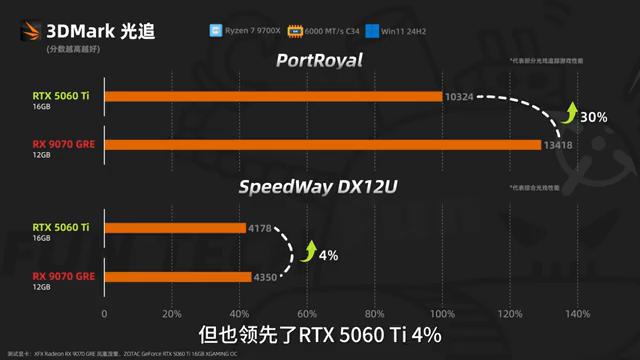 3DMark 光追
(分数越高越好)
Ryzen 7 9700X
6000 MT/s C34
Win11 24H2
PortRoyal
*代表部分光线追踪游戏性能
RTX 5060 Ti
16GB
10324
30%
RX 9070 GRE
12GB
13418
SpeedWay DX12U
*代表综合光线性能
RTX 5060 Ti
16GB
4178
4%
RX 9070 GRE
12GB
4350
0 20% 40% 60% 80% 100% 120% 140%
但也领先了RTX 5060 Ti 4%
测试显卡：XFX Radeon RX 9070 GRE 凤凰涅槃、ZOTAC GeForce RTX 5060 Ti 16GB XGAMING OC